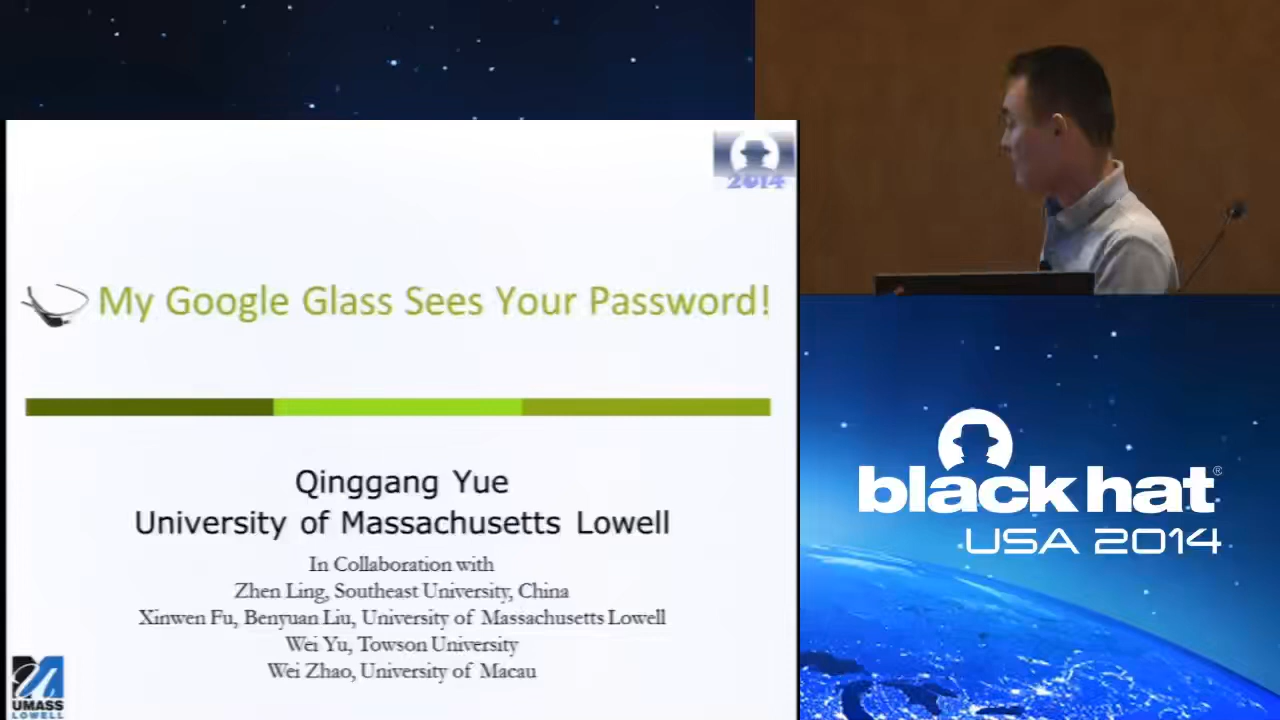 2014
My Google Glass Sees Your Password!
Qinggang Yue
University of Massachusetts Lowell
In Collaboration with
Zhen Ling, Southeast University, China
Xinwen Fu, Benyuan Liu, University of Massachusetts Lowell
Wei Yu, Towson University
Wei Zhao, University of Macau
UMASS
LOWELL
black hat®
USA 2014